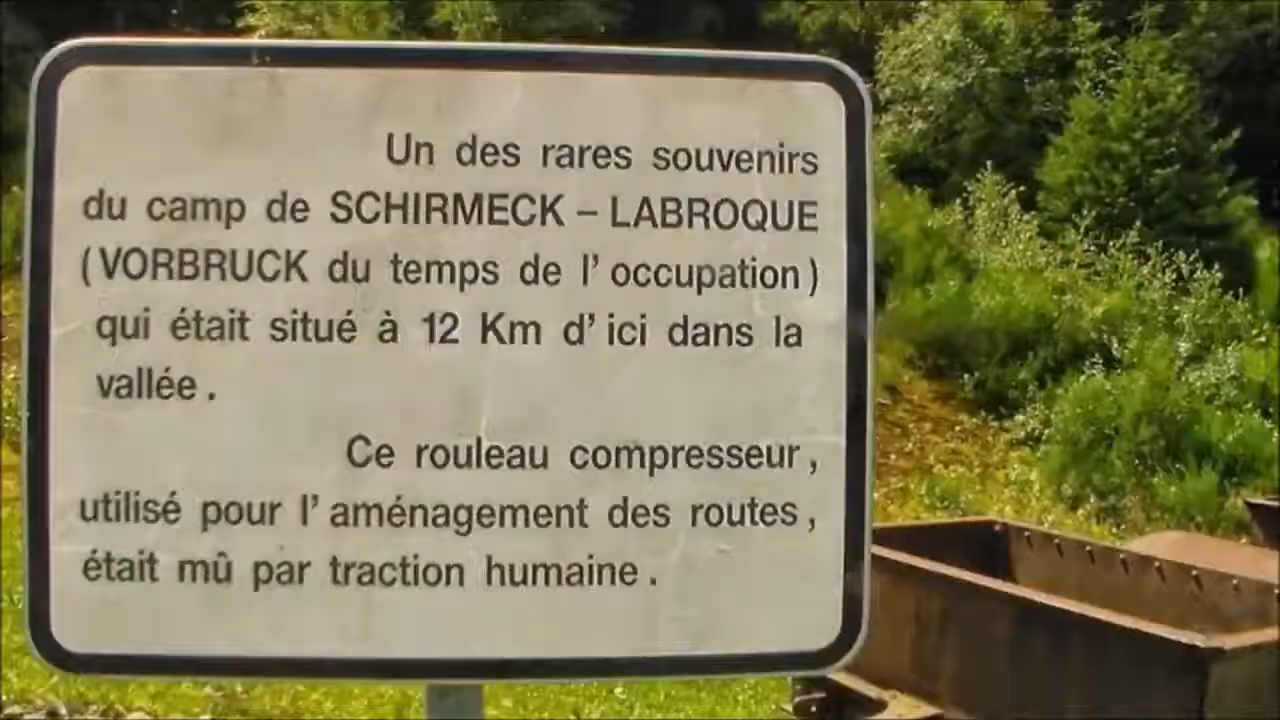 Un des rares souvenirs
du camp de SCHIRMECK – LABROQUE
(VORBRUCK du temps de l' occupation)
qui était situé à 12 Km d' ici dans la
vallée .
Ce rouleau compresseur ,
utilisé pour l' aménagement des routes ,
était mû par traction humaine .